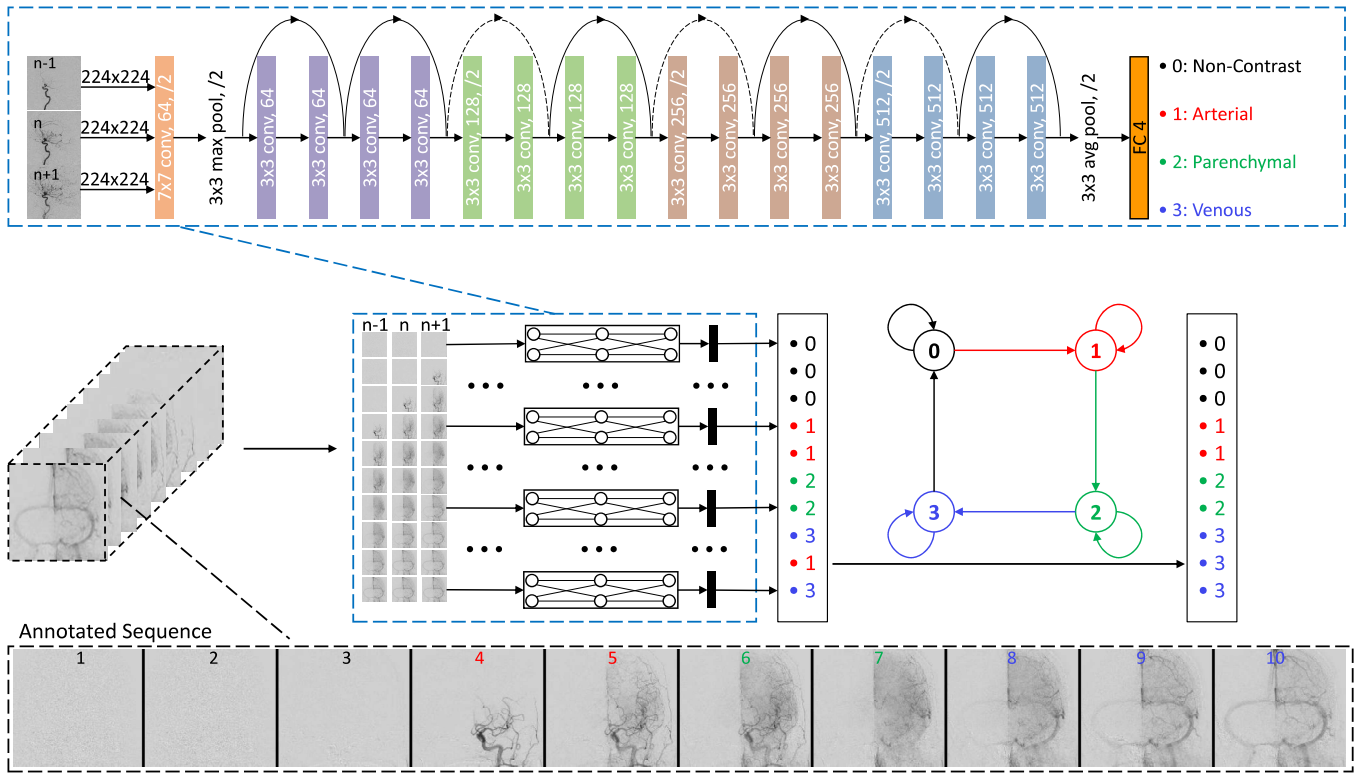 n-1
224x224
n
224x224
n+1
224x224
7x7 conv 64, /2
3x3 max pool, /2
3x3 conv, 64
3x3 conv, 64
3x3 conv, 64
3x3 conv, 64
3x3 conv, 128, /2
3x3 conv, 128
3x3 conv, 128
3x3 conv, 128
3x3 conv, 256, /2
3x3 conv, 256
3x3 conv, 256
3x3 conv, 256
3x3 conv, 512, /2
3x3 conv, 512
3x3 conv, 512
3x3 conv, 512
3x3 avg pool, /2
FC 4
• 0: Non-Contrast
• 1: Arterial
• 2: Parenchymal
• 3: Venous
n-1 n n+1
• 0
• 0
• 0
• 1
• 1
• 2
• 2
• 3
• 1
• 3
0 1
3 2
• 0
• 0
• 0
• 1
• 1
• 2
• 2
• 3
• 3
• 3
Annotated Sequence
1 2 3 4 5 6 7 8 9 10